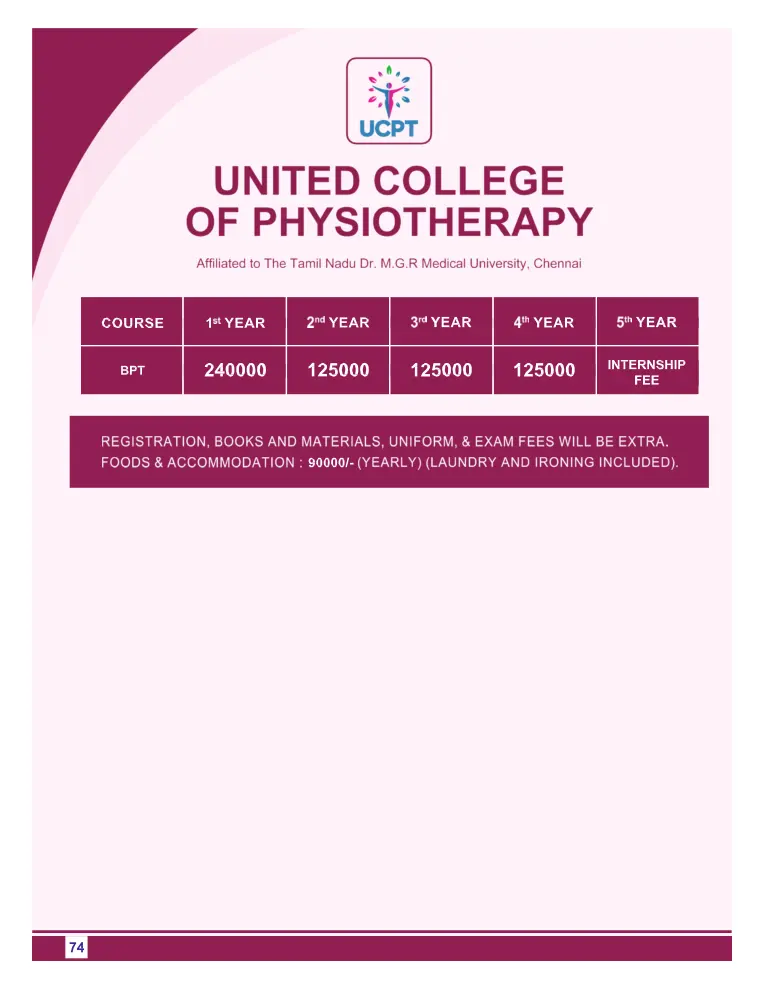 UCPT
UNITED COLLEGE
OF PHYSIOTHERAPY
Affiliated to The Tamil Nadu Dr. M.G.R Medical University, Chennai
COURSE 1st YEAR 2nd YEAR 3rd YEAR 4th YEAR 5th YEAR
BPT 240000 125000 125000 125000 INTERNSHIP FEE
REGISTRATION, BOOKS AND MATERIALS, UNIFORM, & EXAM FEES WILL BE EXTRA.
FOODS & ACCOMMODATION : 90000/- (YEARLY) (LAUNDRY AND IRONING INCLUDED).
74